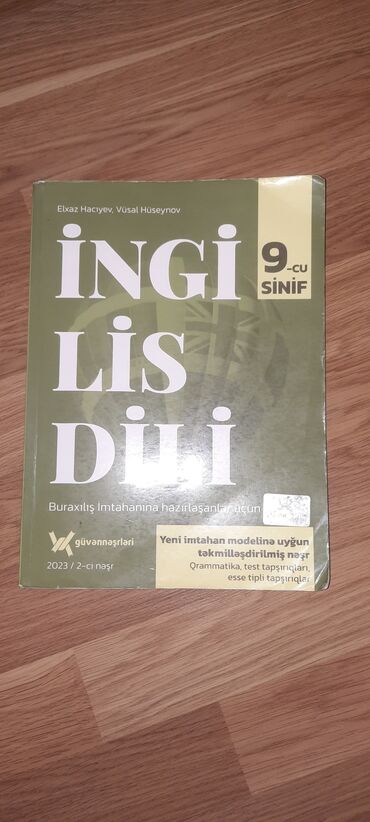 Elxaz Hacıyev, Vüsal Hüseynov
9-cu
SİNİF
İNGİ
LİS
DİLİ
Buraxılış İmtahanına hazırlaşanlar üçün
güvənnəşrləri
2023 / 2-ci nəşr
Yeni imtahan modelinə uyğun
təkmilləşdirilmiş nəşr
Qrammatika, test tapşırıqları,
esse tipli tapşırıqlar